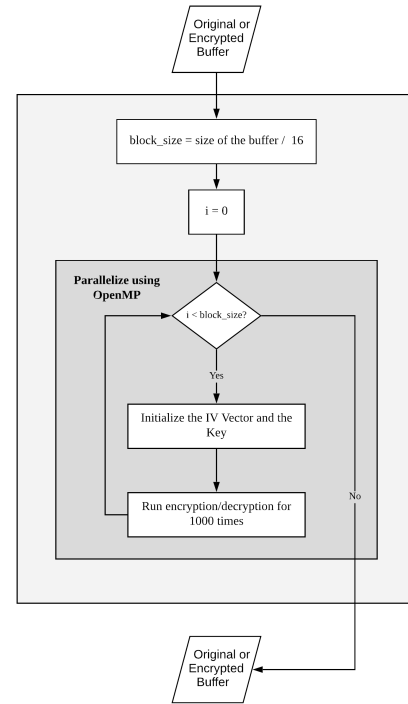 Original or
Encrypted
Buffer
block_size = size of the buffer / 16
i = 0
Parallelize using
OpenMP
i < block_size?
Yes
Initialize the IV Vector and the
Key
No
Run encryption/decryption for
1000 times
Original or
Encrypted
Buffer